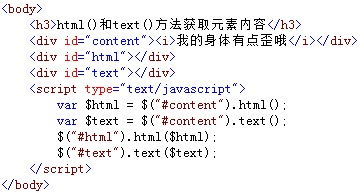 <body>
<h3>html()和text()方法获取元素内容</h3>
<div id="content"><i>我的身体有点歪哦</i></div>
<div id="html"></div>
<div id="text"></div>
<script type="text/javascript">
var $html = $("#content").html();
var $text = $("#content").text();
$("#html").html($html);
$("#text").text($text);
</script>
</body>